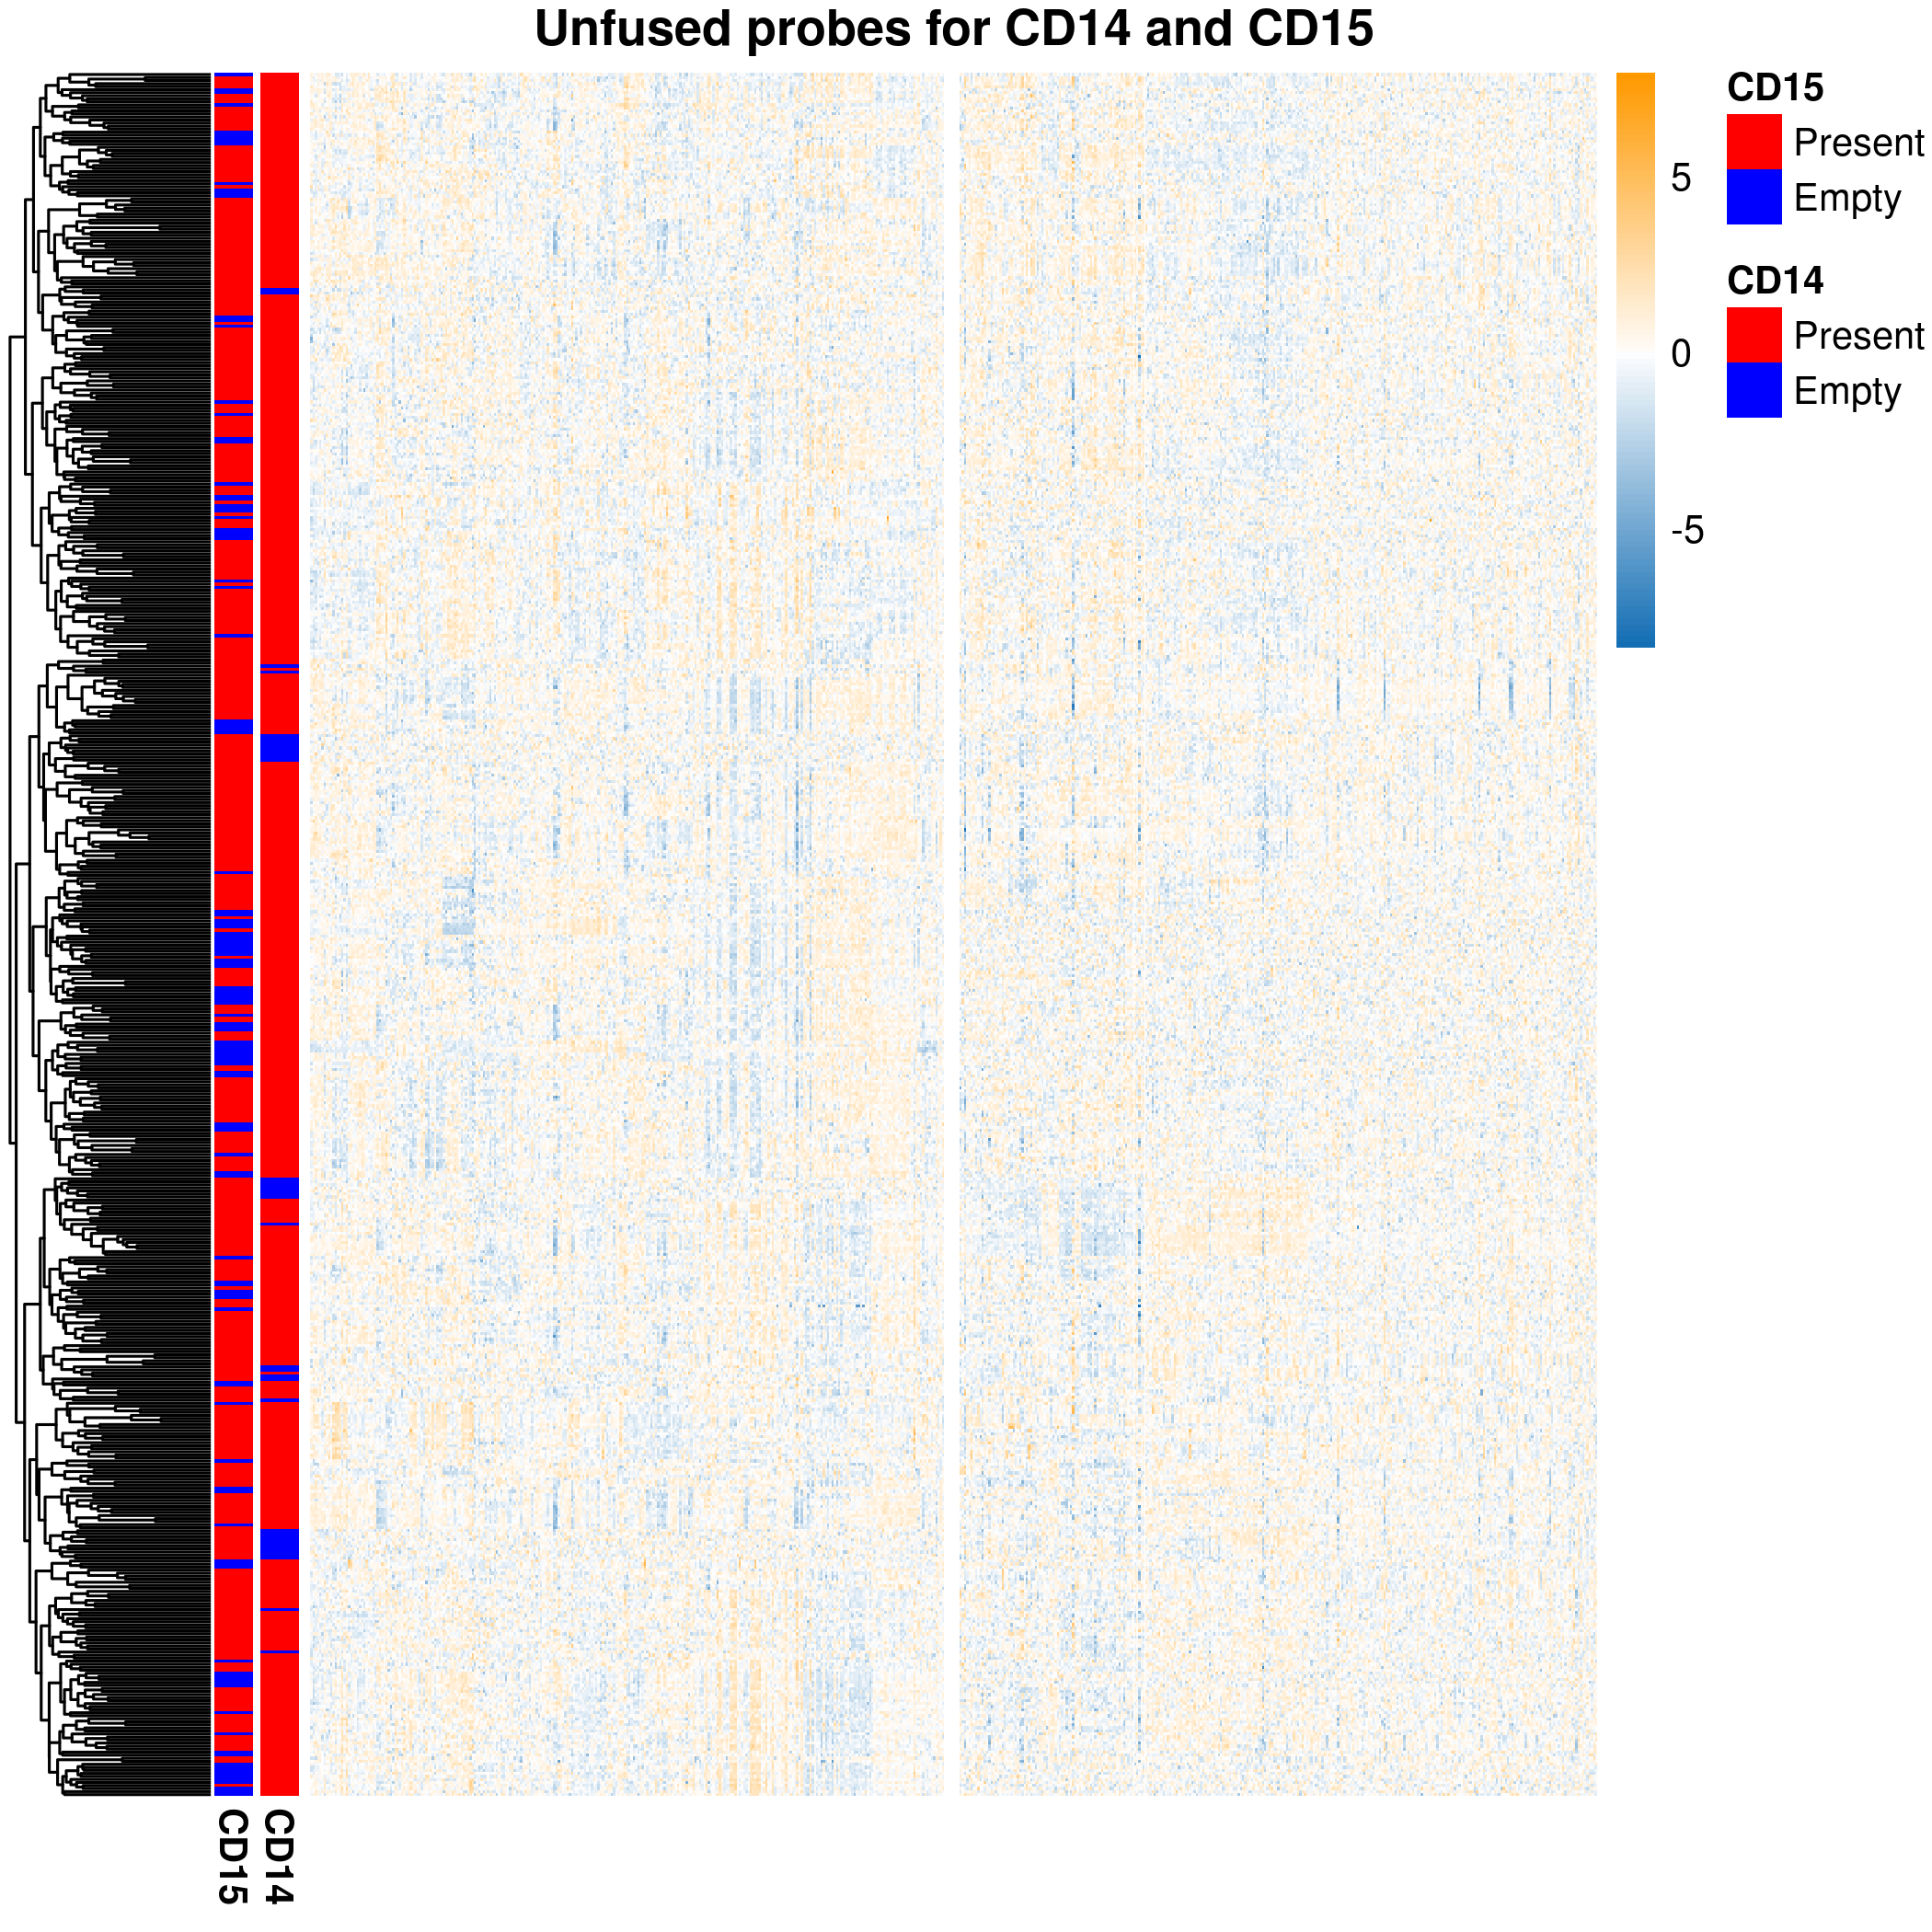 Unfused probes for CD14 and CD15
5
0
-5
CD15
Present
Empty
CD14
Present
Empty
CD15
CD14